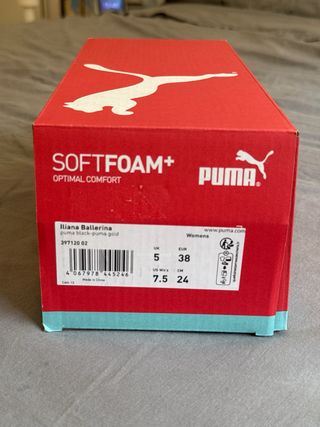 SOFTFOAM+
OPTIMAL COMFORT
PUMA
Iliana Ballerina
puma black-puma gold
397120 02
Womens
www.puma.com
UK EUR
5 38
US Wo's CM
7.5 24
4 067978 445246
Made in China